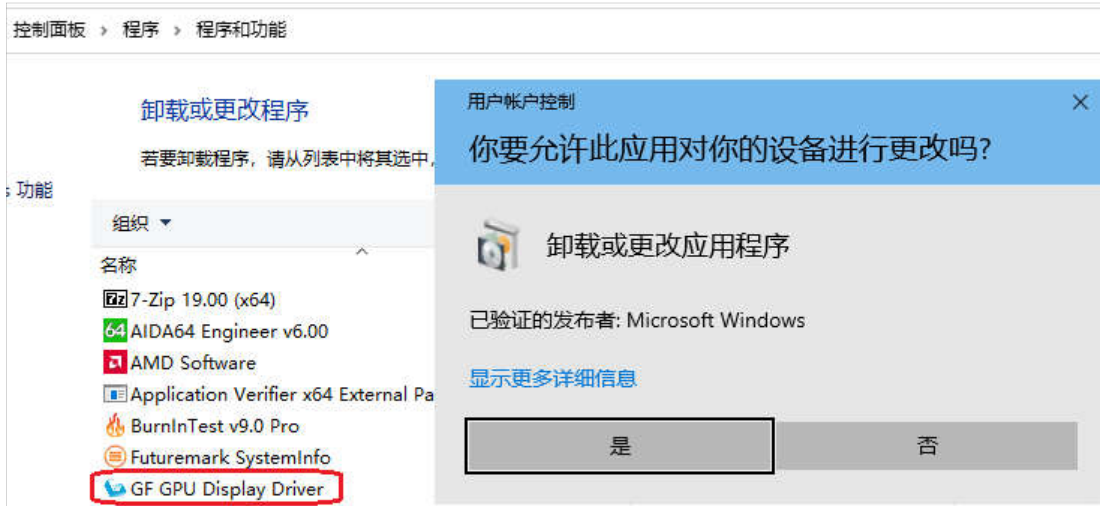 控制面板 › 程序 › 程序和功能
卸载或更改程序
若要卸载程序，请从列表中将其选中，
s 功能
组织
名称
7-Zip 19.00 (x64)
64 AIDA64 Engineer v6.00
AMD Software
Application Verifier x64 External Pa
BurnInTest v9.0 Pro
Futuremark SystemInfo
GF GPU Display Driver
用户帐户控制
你要允许此应用对你的设备进行更改吗?
卸载或更改应用程序
已验证的发布者: Microsoft Windows
显示更多详细信息
是
否